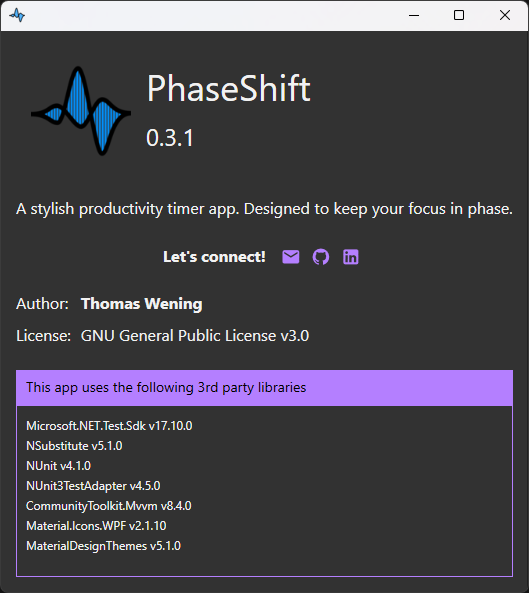 PhaseShift
0.3.1
A stylish productivity timer app. Designed to keep your focus in phase.
Let's connect!
Author: Thomas Wening
License: GNU General Public License v3.0
This app uses the following 3rd party libraries
Microsoft.NET.Test.Sdk v17.10.0
NSubstitute v5.1.0
NUnit v4.1.0
NUnit3TestAdapter v4.5.0
CommunityToolkit.Mvvm v8.4.0
Material.Icons.WPF v2.1.10
MaterialDesignThemes v5.1.0